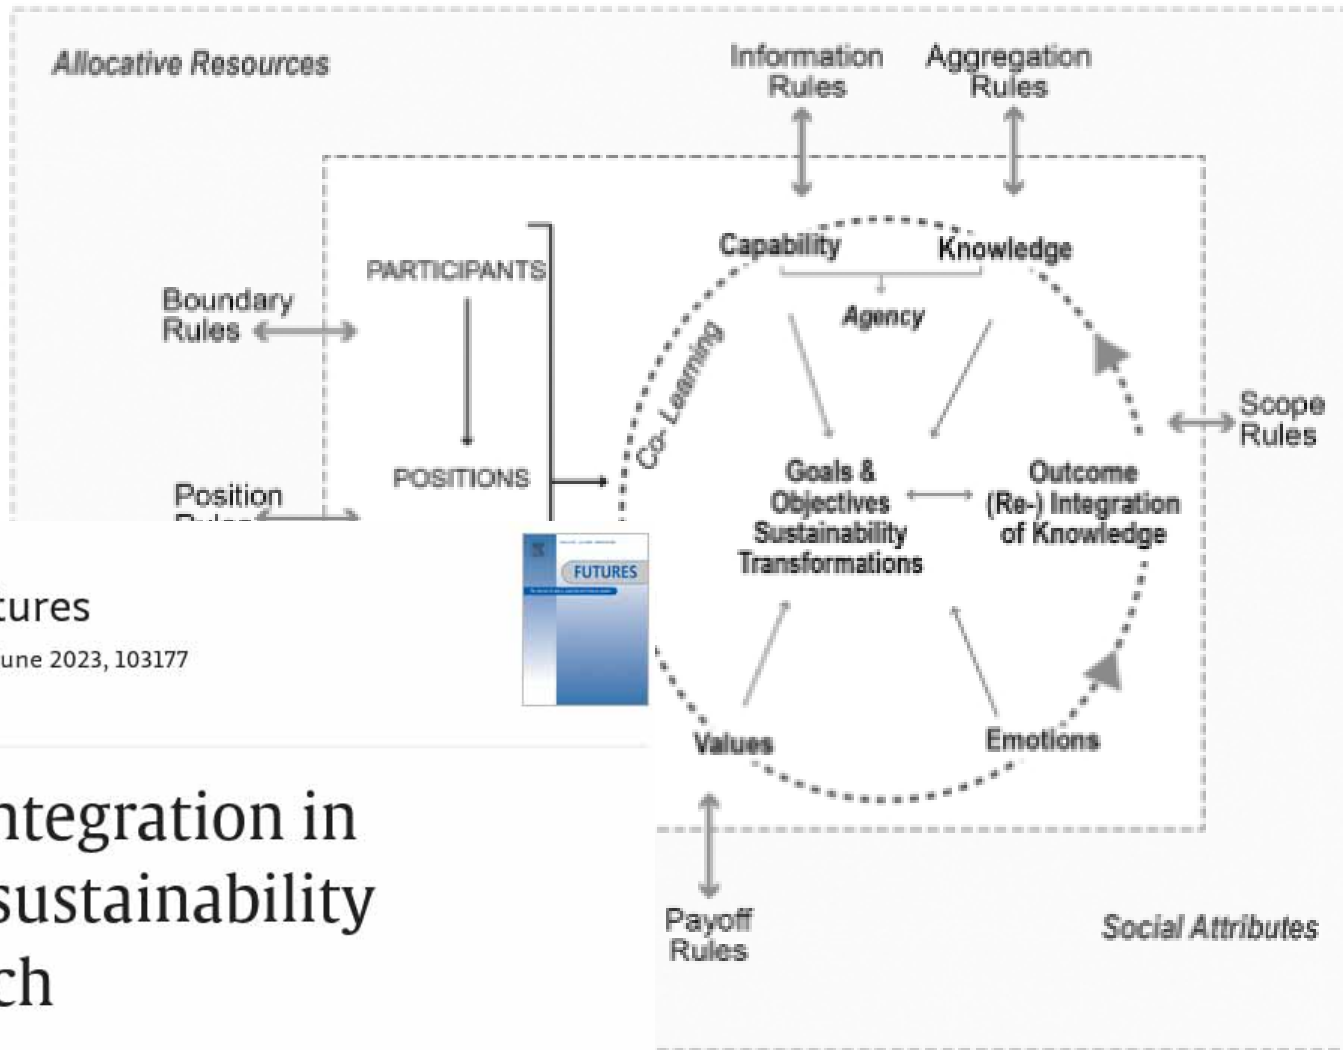 Allocative Resources
Information
Rules
Aggregation
Rules
Capability
Knowledge
PARTICIPANTS
Boundary
Rules
Agency
Co- Learning
Scope
Rules
POSITIONS
Position
Goals &
Objectives
Sustainability
Transformations
Outcome
(Re-) Integration
of Knowledge
FUTURES
tures
une 2023, 103177
Values
Emotions
ntegration in
sustainability
ch
Payoff
Rules
Social Attributes